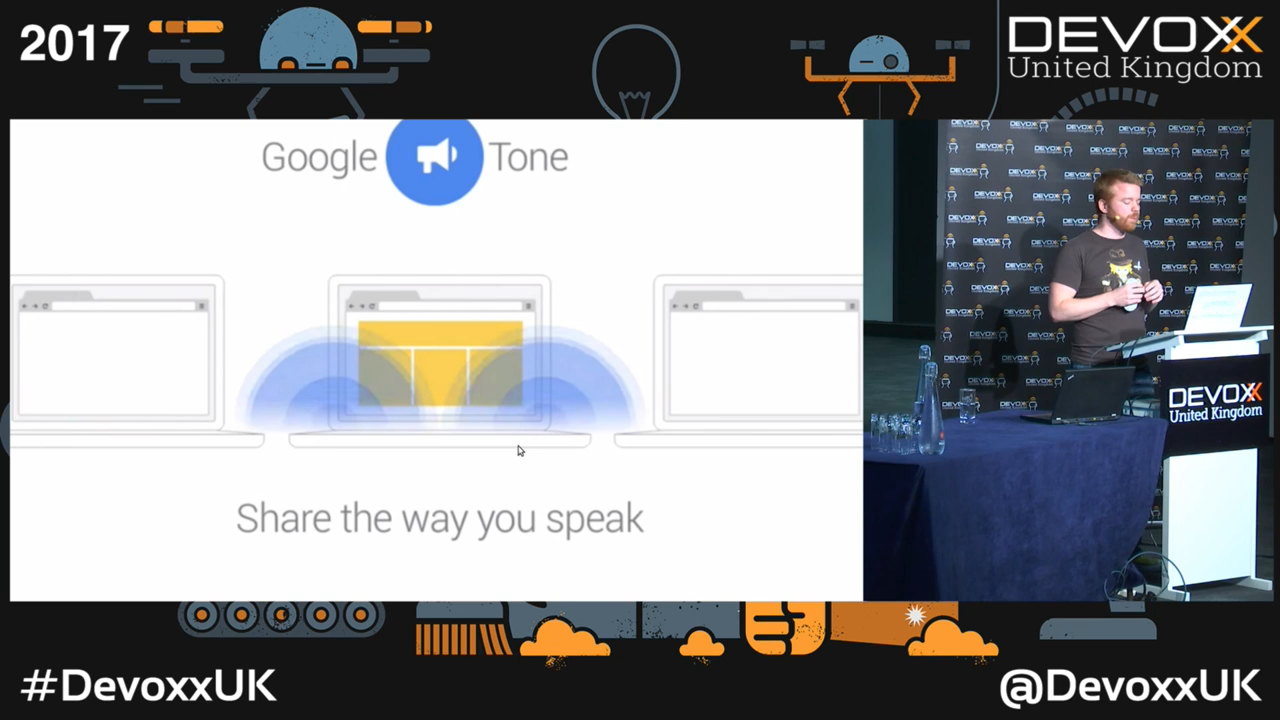 2017
DEVOXX
United Kingdom
Google Tone
Share the way you speak
DEVOXX
United Kingdom
#DevoxxUK
@DevoxxUK